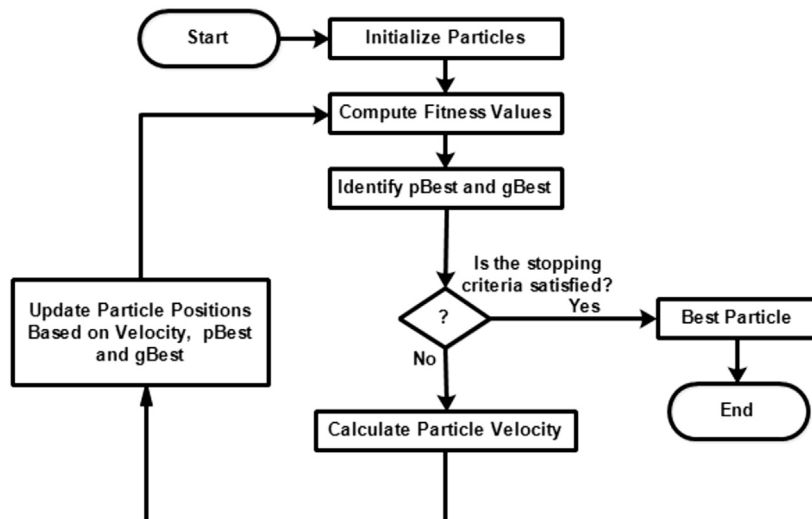 Start
Initialize Particles
Compute Fitness Values
Identify pBest and gBest
Is the stopping
criteria satisfied?
Yes
?
No
Best Particle
End
Calculate Particle Velocity
Update Particle Positions
Based on Velocity, pBest
and gBest